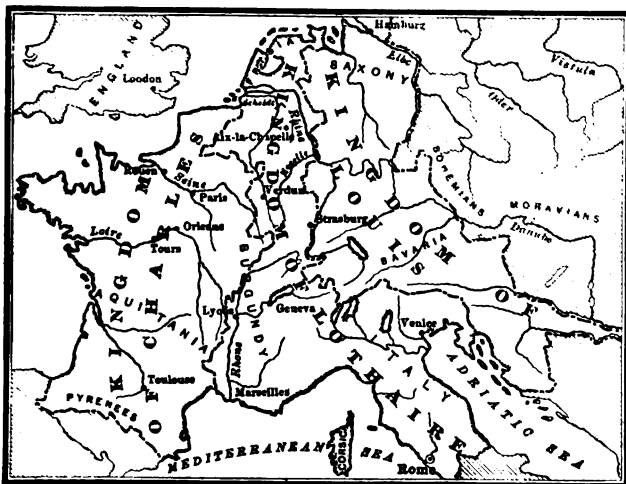 Hamburg
Elbe
Vistula
Oder
ENGLAND
London
SAXONY
Scheldt
Rhine
Aix-la-Chapelle
Moselle
Rouen
Seine
Paris
Verdun
Strasburg
BOHEMIANS
MORAVIANS
Danube
Loire
Orleans
Tours
BAVARIA
BURGUNDY
AQUITANIA
Lyons
Geneva
Venice
Rhone
Toulouse
Marseilles
PYRENEES
ITALY
ADRIATIC SEA
MEDITERRANEAN SEA
CORSICA
Rome
KINGDOM OF CHARLES
KINGDOM OF LOTHAIRE
KINGDOM OF LOUIS